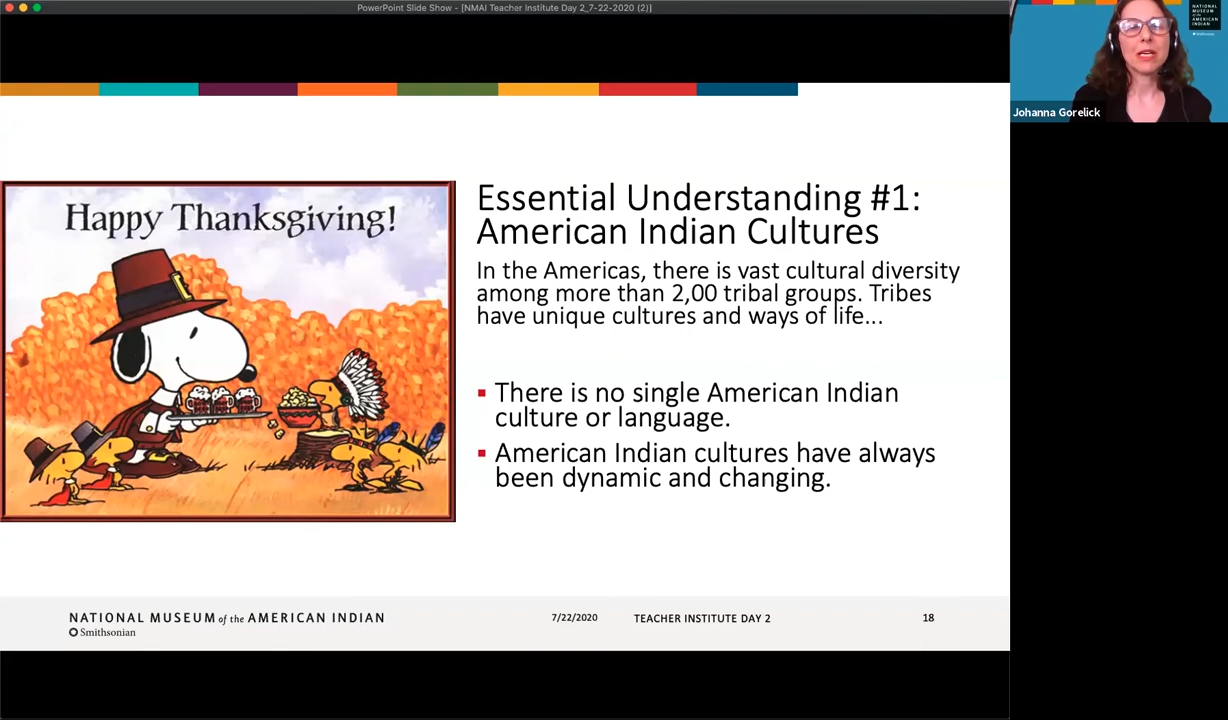 PowerPoint Slide Show - [NMAI Teacher Institute Day 2_7-22-2020 (2)]
NATIONAL
MUSEUM
of the
AMERICAN
INDIAN
Smithsonian
Johanna Gorelick
Happy Thanksgiving!
Essential Understanding #1:
American Indian Cultures
In the Americas, there is vast cultural diversity
among more than 2,00 tribal groups. Tribes
have unique cultures and ways of life...
▪ There is no single American Indian
culture or language.
▪ American Indian cultures have always
been dynamic and changing.
NATIONAL MUSEUM of the AMERICAN INDIAN
Smithsonian
7/22/2020
TEACHER INSTITUTE DAY 2
18